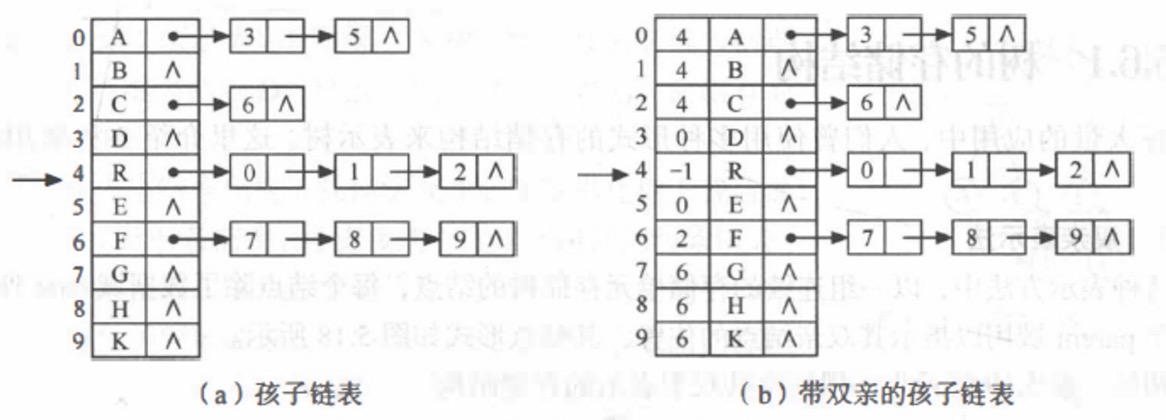 0 A 3 5 ∧
1 B ∧
2 C 6 ∧
3 D ∧
4 R 0 1 2 ∧
5 E ∧
6 F 7 8 9 ∧
7 G ∧
8 H ∧
9 K ∧
(a) 孩子链表
0 4 A 3 5 ∧
1 4 B ∧
2 4 C 6 ∧
3 0 D ∧
4 -1 R 0 1 2 ∧
5 0 E ∧
6 2 F 7 8 9 ∧
7 6 G ∧
8 6 H ∧
9 6 K ∧
(b) 带双亲的孩子链表